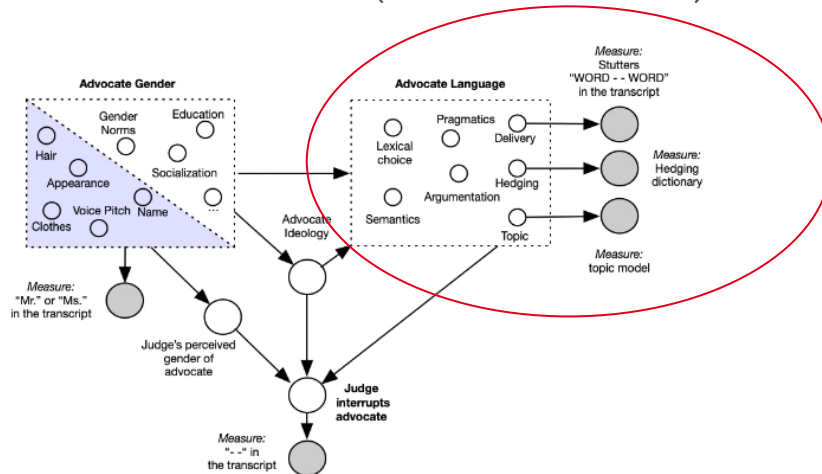 Advocate Gender
Hair
Gender
Norms
Education
Socialization
Appearance
Voice Pitch
Name
Clothes
...
Measure:
"Mr." or "Ms."
in the transcript
Judge's perceived
gender of
advocate
Advocate
Ideology
Advocate Language
Lexical
choice
Pragmatics
Delivery
Argumentation
Hedging
Semantics
Topic
Measure:
Stutters
"WORD - - WORD"
in the transcript
Measure:
Hedging
dictionary
Measure:
topic model
Judge
interrupts
advocate
Measure:
"- -" in
the transcript